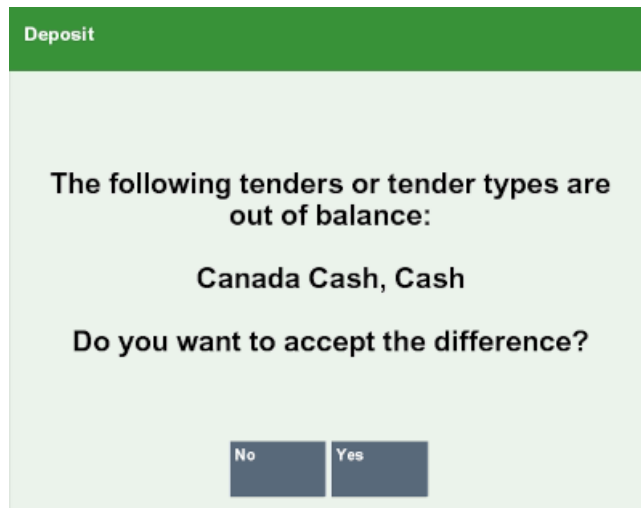 Deposit
The following tenders or tender types are
out of balance:
Canada Cash, Cash
Do you want to accept the difference?
No
Yes